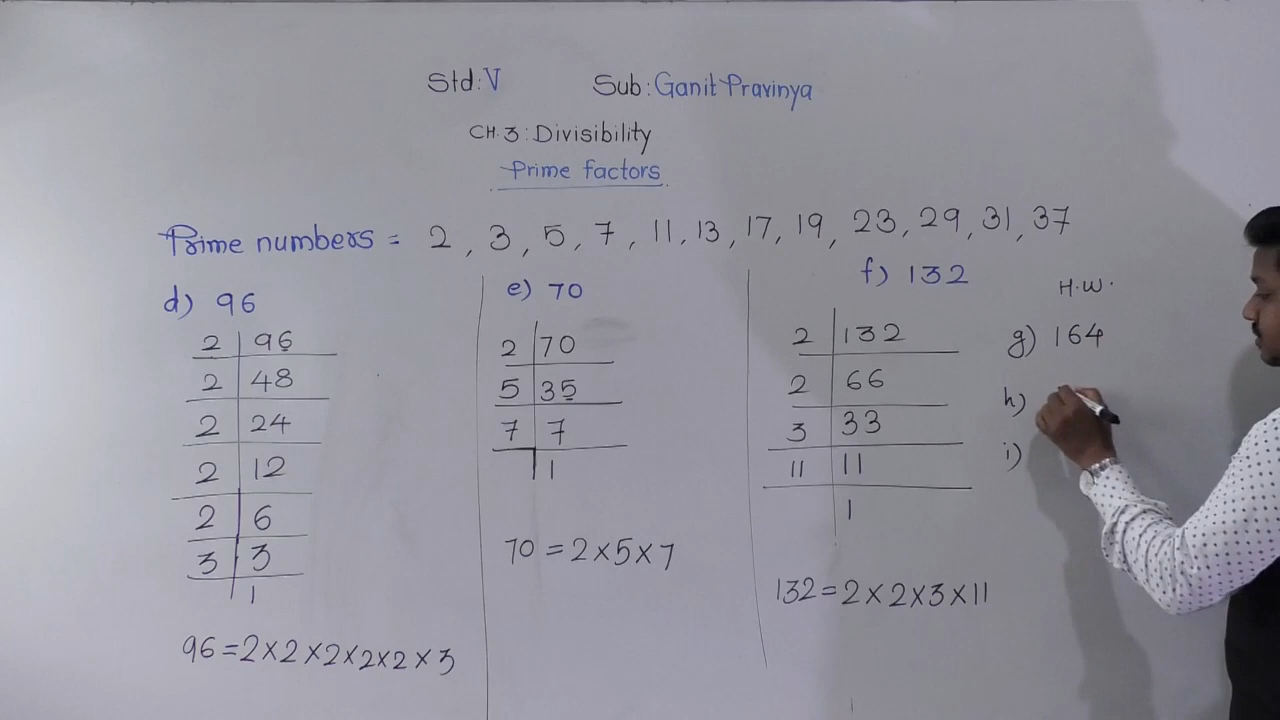 Std: V Sub: Ganit Pravinya
CH. 3: Divisibility
Prime factors
Prime numbers = 2, 3, 5, 7, 11, 13, 17, 19, 23, 29, 31, 37
d) 96
2 | 96
2 | 48
2 | 24
2 | 12
2 | 6
3 | 3
1
96 = 2 × 2 × 2 × 2 × 2 × 3
e) 70
2 | 70
5 | 35
7 | 7
1
70 = 2 × 5 × 7
f) 132
2 | 132
2 | 66
3 | 33
11 | 11
1
132 = 2 × 2 × 3 × 11
H.W.
g) 164
h)
i)